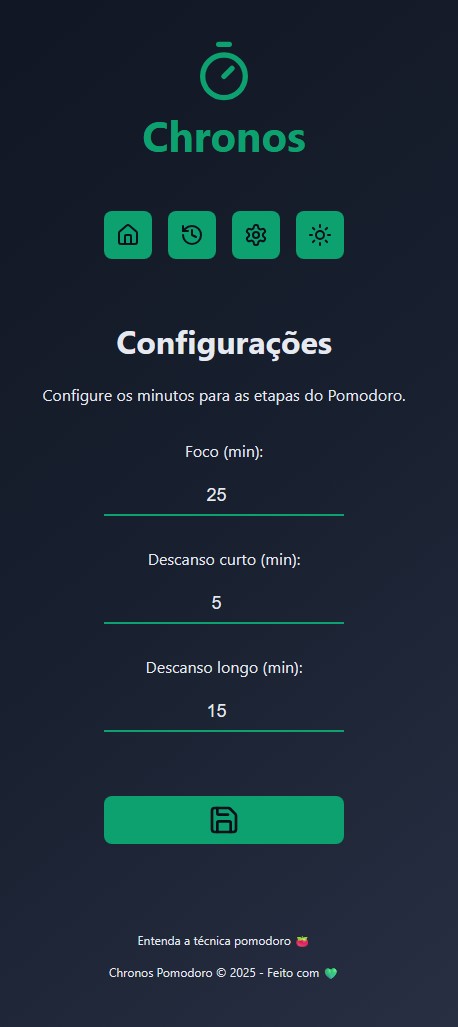 Chronos
Configurações
Configure os minutos para as etapas do Pomodoro.
Foco (min):
25
Descanso curto (min):
5
Descanso longo (min):
15
Entenda a técnica pomodoro 🍅
Chronos Pomodoro © 2025 - Feito com 💚